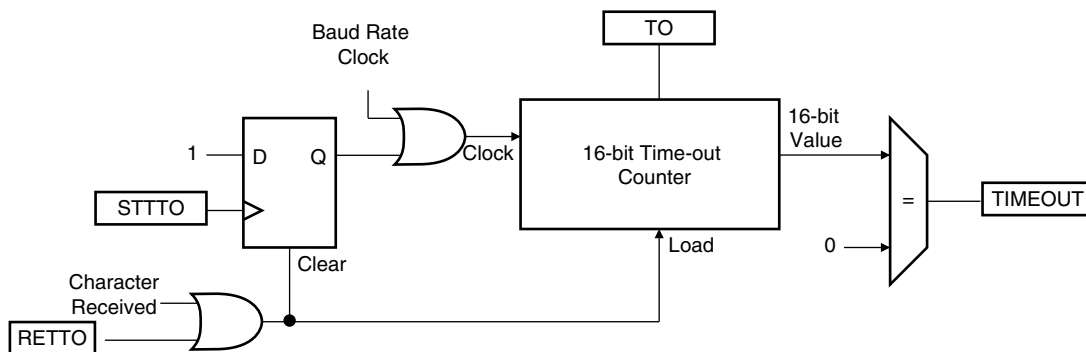 TO
Baud Rate
Clock
1
D
Q
Clock
16-bit Time-out
Counter
16-bit
Value
STTTO
=
TIMEOUT
Clear
Load
0
Character
Received
RETTO